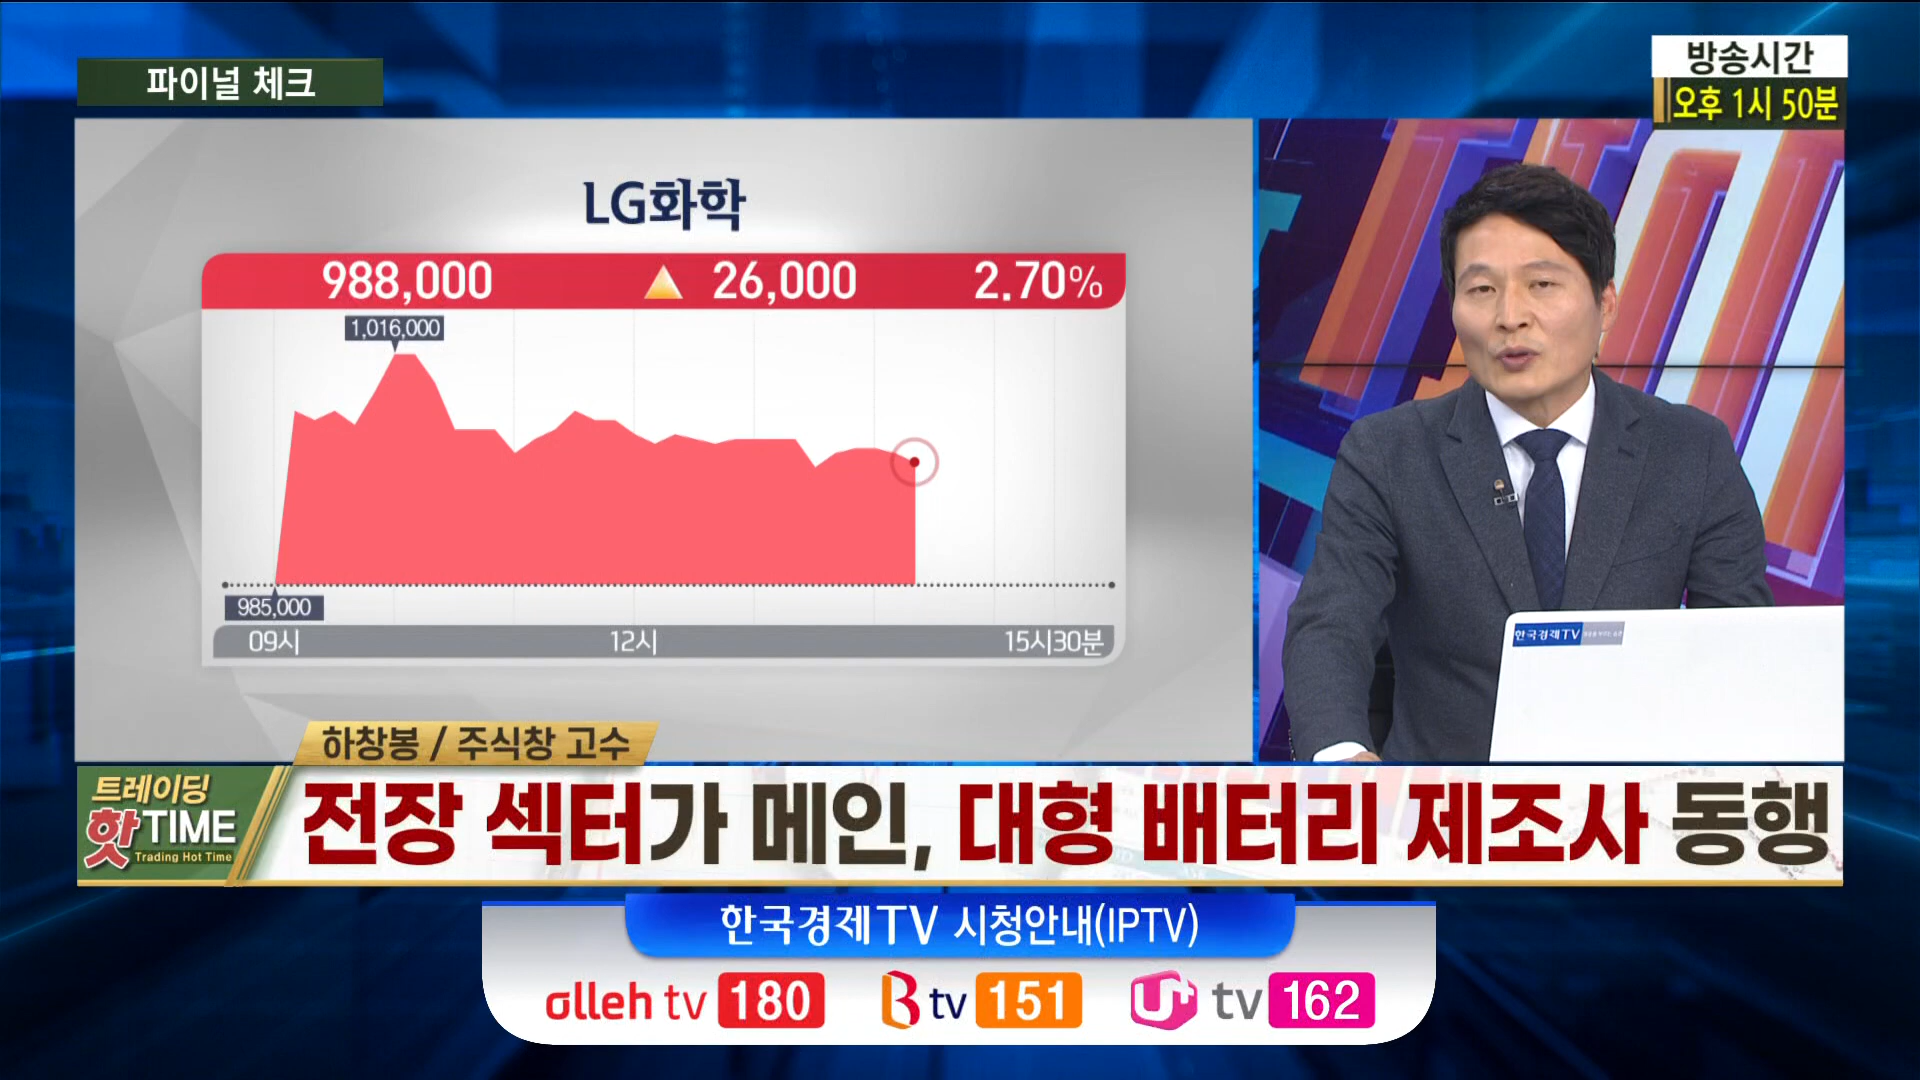 파이널 체크
방송시간
오후 1시 50분
LG화학
988,000 ▲ 26,000 2.70%
1,016,000
985,000
09시 12시 15시30분
한국경제TV
하창봉 / 주식창 고수
트레이딩
핫TIME
Trading Hot Time
전장 섹터가 메인, 대형 배터리 제조사 동행
한국경제TV 시청안내(IPTV)
olleh tv 180 B tv 151 U+ tv 162